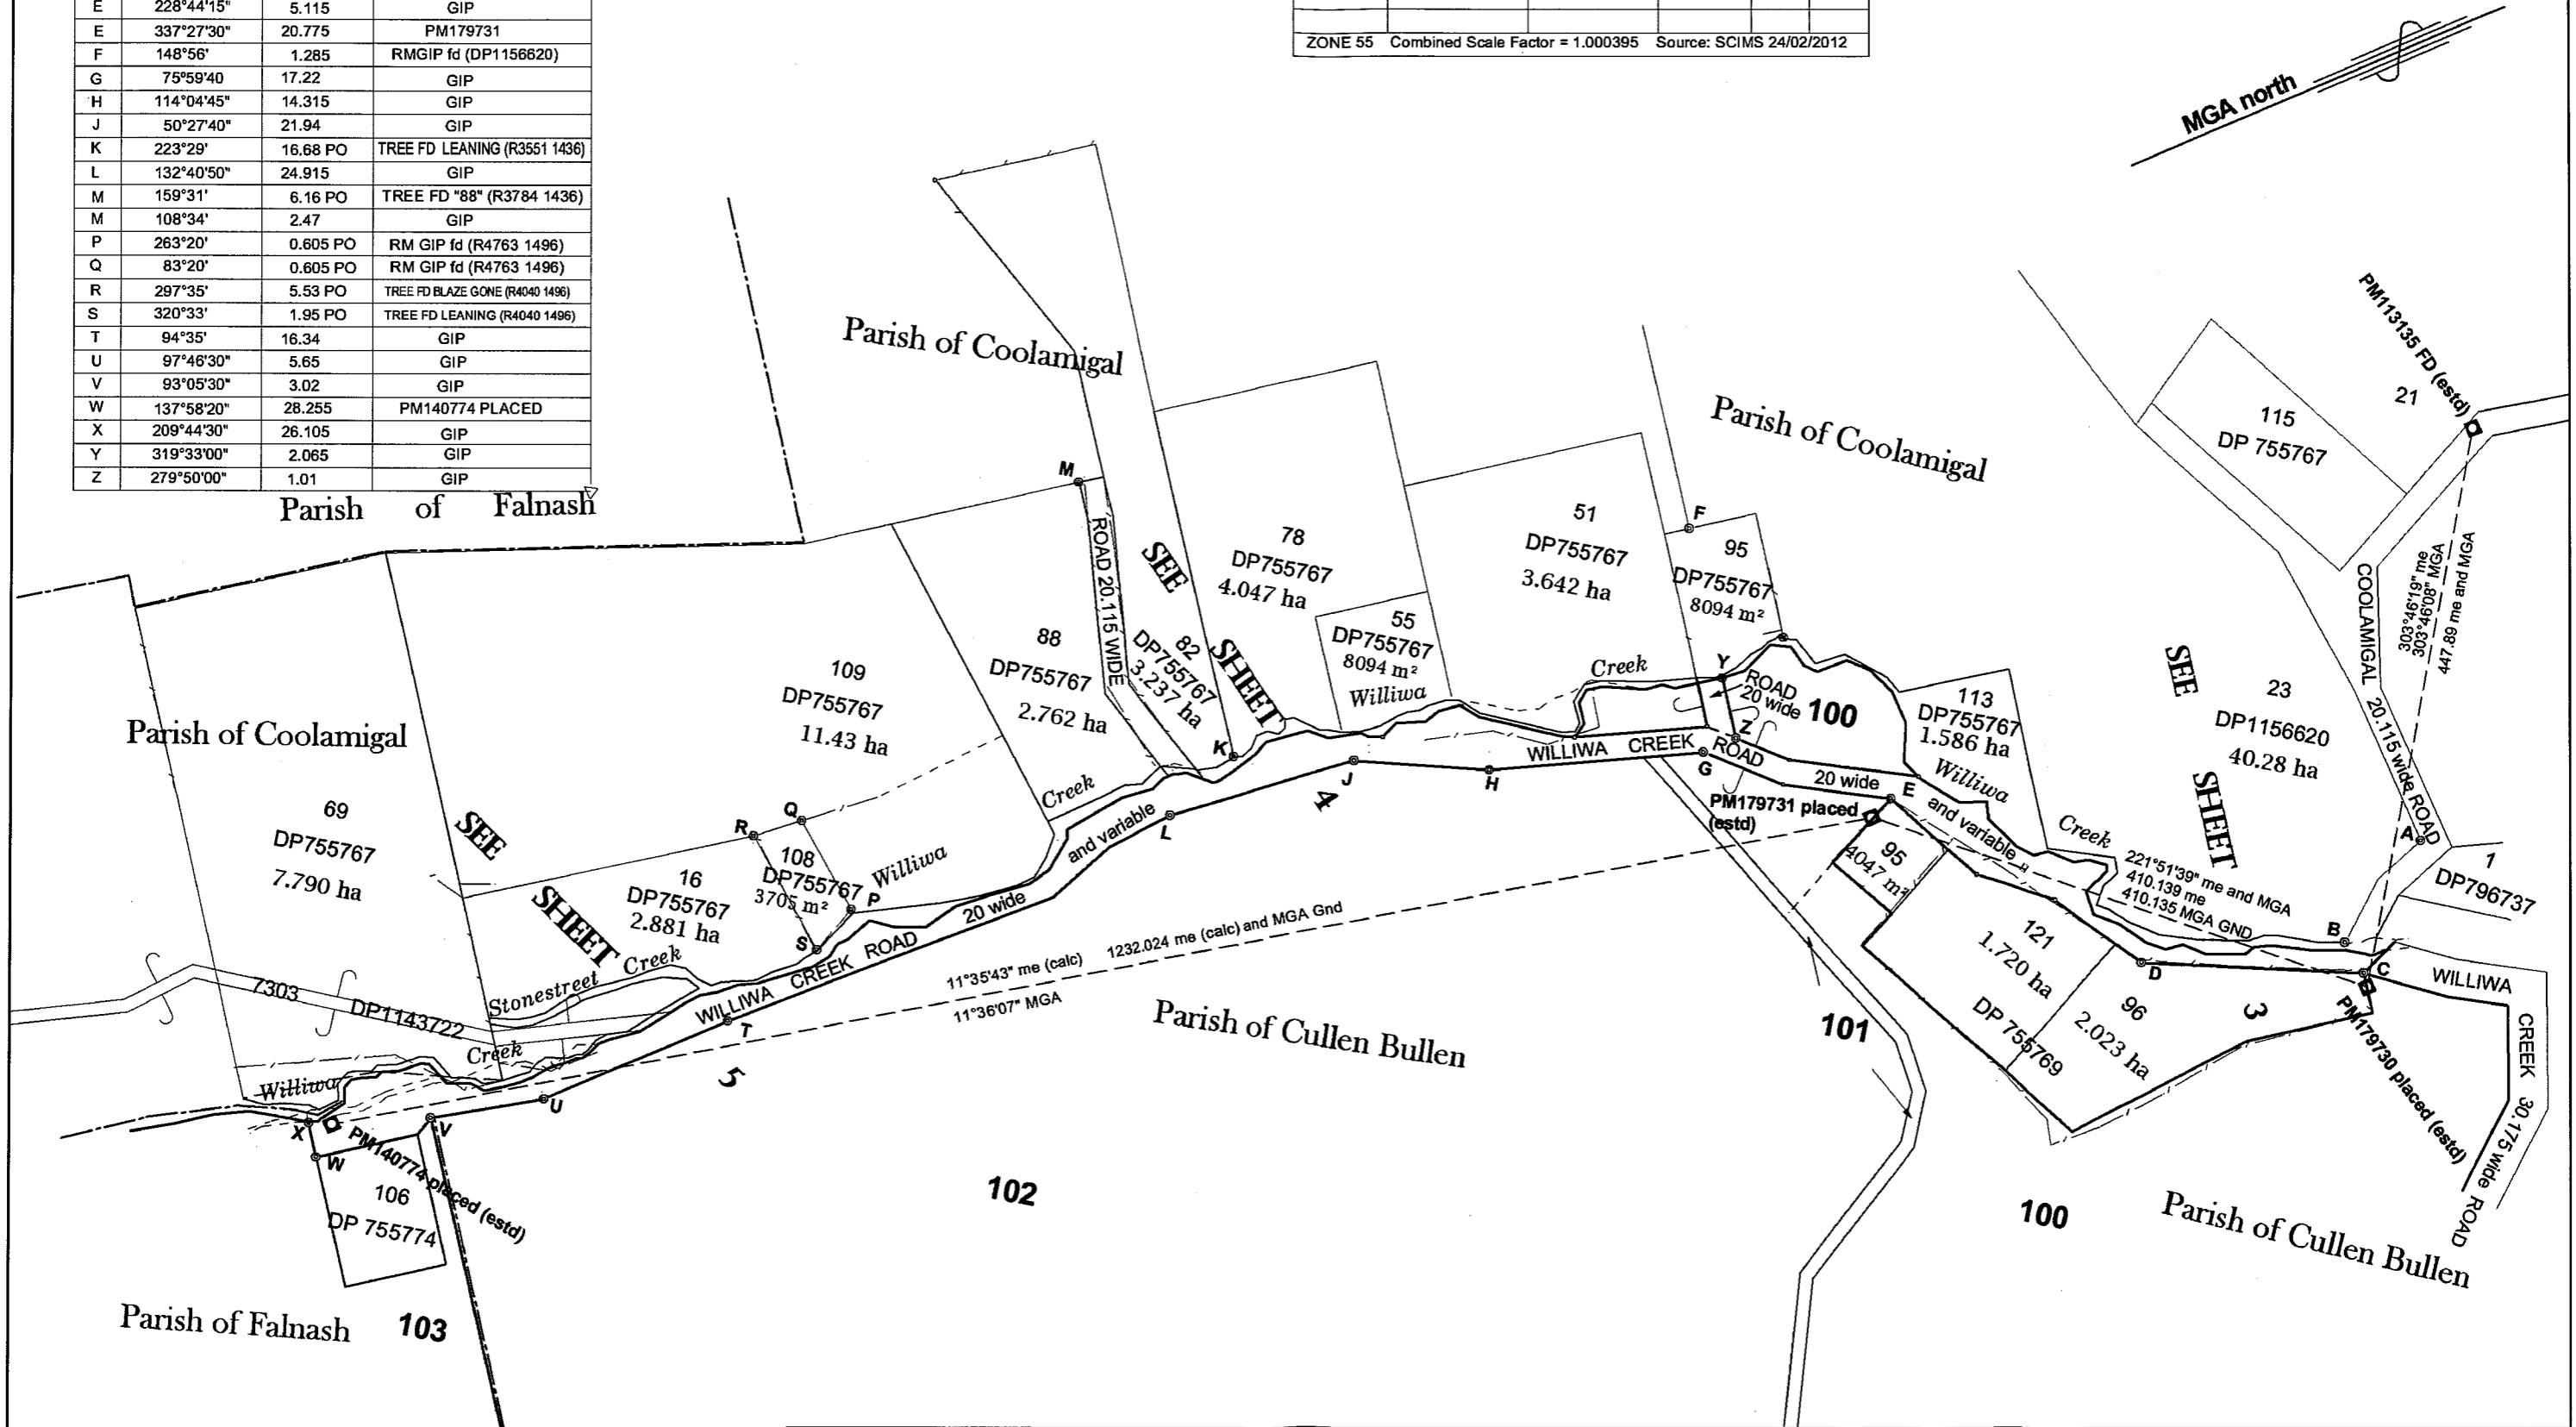 E 228°44'15" 5.115 GIP
E 337°27'30" 20.775 PM179731
F 148°56' 1.285 RMGIP fd (DP1156620)
G 75°59'40 17.22 GIP
H 114°04'45" 14.315 GIP
J 50°27'40" 21.94 GIP
K 223°29' 16.68 PO TREE FD LEANING (R3551 1436)
L 132°40'50" 24.915 GIP
M 159°31' 6.16 PO TREE FD "88" (R3784 1436)
M 108°34' 2.47 GIP
P 263°20' 0.605 PO RM GIP fd (R4763 1496)
Q 83°20' 0.605 PO RM GIP fd (R4763 1496)
R 297°35' 5.53 PO TREE FD BLAZE GONE (R4040 1496)
S 320°33' 1.95 PO TREE FD LEANING (R4040 1496)
T 94°35' 16.34 GIP
U 97°46'30" 5.65 GIP
V 93°05'30" 3.02 GIP
W 137°58'20" 28.255 PM140774 PLACED
X 209°44'30" 26.105 GIP
Y 319°33'00" 2.065 GIP
Z 279°50'00" 1.01 GIP
ZONE 55 Combined Scale Factor = 1.000395 Source: SCIMS 24/02/2012
MGA north
Parish of Falnash
Parish of Coolamigal
Parish of Coolamigal
PM113135 FD (estd)
21
115
DP 755767
M
ROAD 20.115 WIDE
SEE
SHEET
78
DP755767
4.047 ha
55
DP755767
8094 m²
51
DP755767
3.642 ha
F
95
DP755767
8094 m²
COOLAMIGAL 20.115 wide ROAD
303°46'19" me
303°46'08" MGA
447.89 me and MGA
109
DP755767
11.43 ha
88
DP755767
2.762 ha
82
DP755767
3.237 ha
Williwa
Creek
Y
ROAD
20 wide
100
Z
113
DP755767
1.586 ha
Williwa
Creek
SEE
SHEET
23
DP1156620
40.28 ha
Parish of Coolamigal
69
DP755767
7.790 ha
SEE
SHEET
K
J
H
WILLIWA CREEK ROAD
G
20 wide
E
and variable
PM179731 placed
(estd)
95
4047 m²
221°51'39" me and MGA
410.139 me
410.135 MGA GND
A
1
DP796737
B
C
Creek
and variable
L
4
R
Q
108
DP755767
3705 m²
P
Williwa
S
16
DP755767
2.881 ha
20 wide
WILLIWA CREEK ROAD
Stonestreet Creek
7303
DP1143722
Creek
T
11°35'43" me (calc) 1232.024 me (calc) and MGA Gnd
11°36'07" MGA
Parish of Cullen Bullen
101
121
1.720 ha
DP 755769
96
2.023 ha
D
3
PM179730 placed (estd)
WILLIWA
CREEK 30.175 wide ROAD
Williwa
X
W
V
U
5
PM140774 placed (estd)
106
DP 755774
102
100
Parish of Cullen Bullen
Parish of Falnash
103